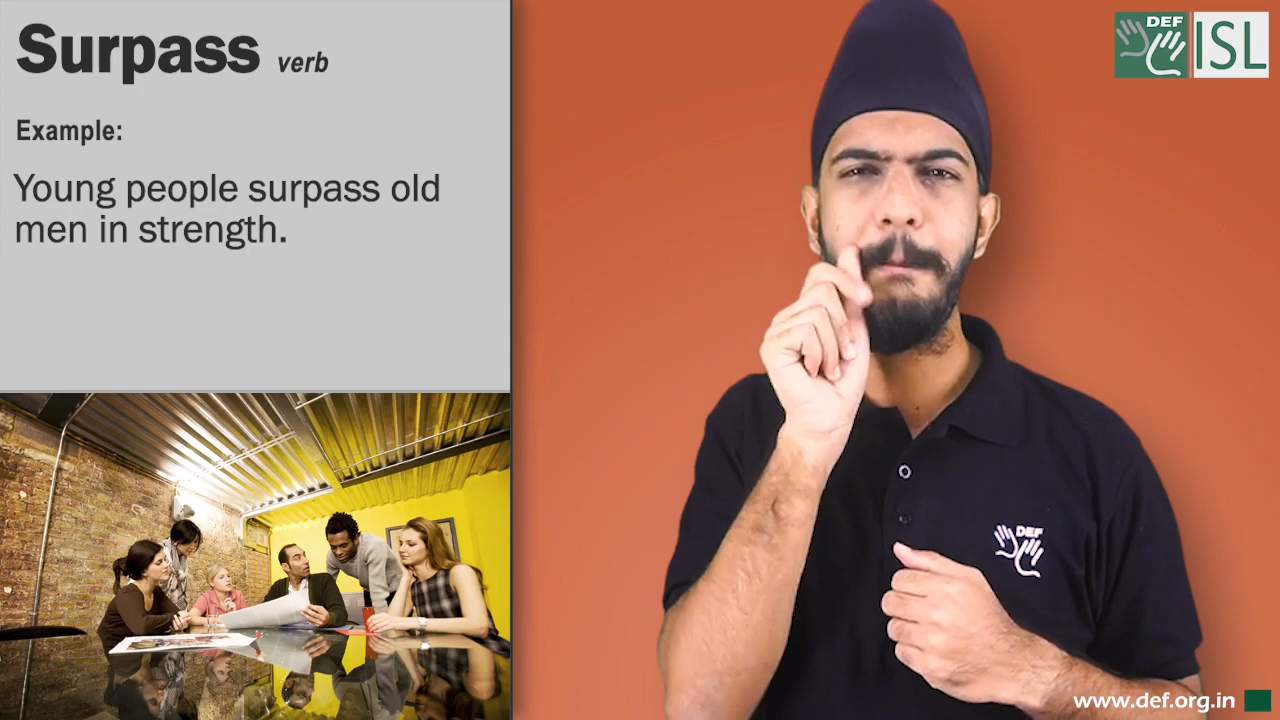 Surpass verb
Example:
Young people surpass old
men in strength.
DEF
ISL
DEF
www.def.org.in